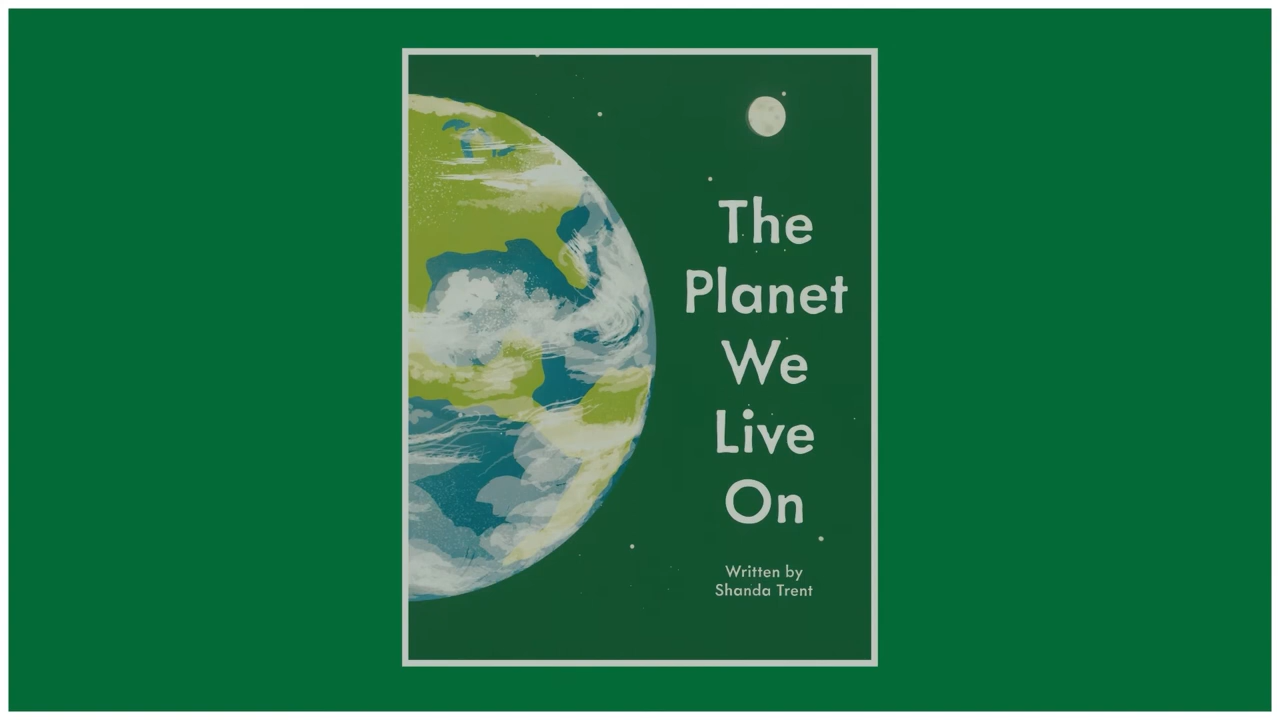 The
Planet
We
Live
On
Written by
Shanda Trent